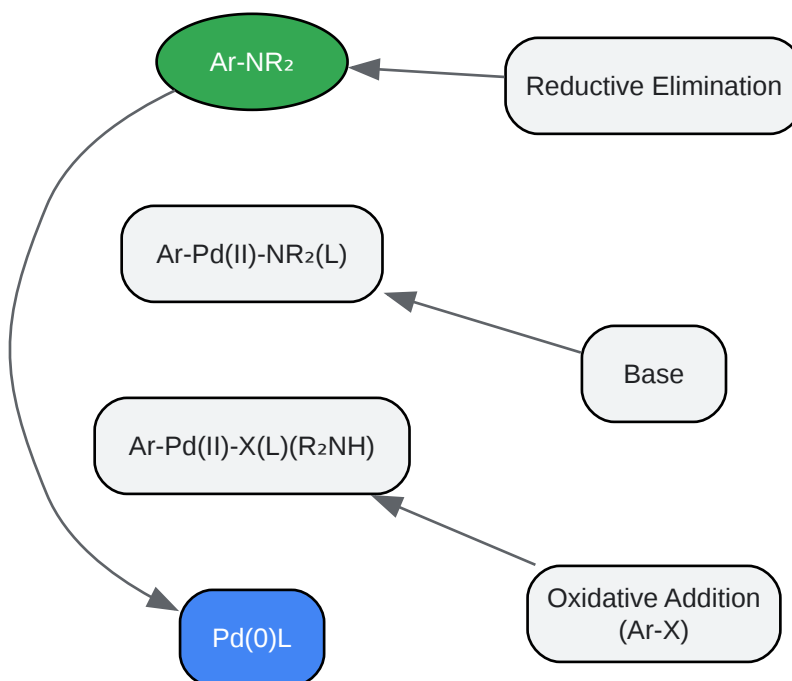 Ar-NR₂
Reductive Elimination
Ar-Pd(II)-NR₂(L)
Base
Ar-Pd(II)-X(L)(R₂NH)
Oxidative Addition
(Ar-X)
Pd(0)L